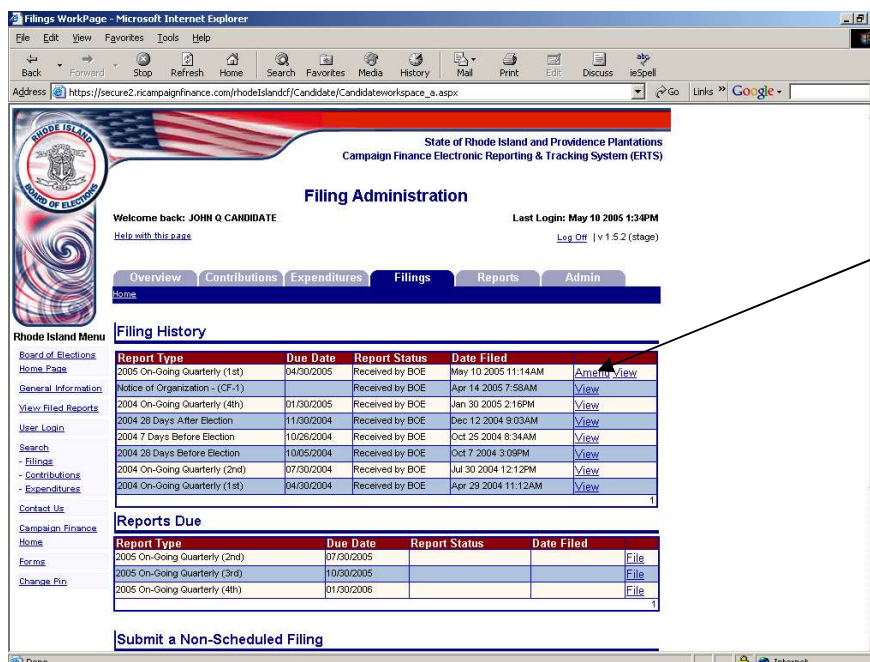 Filings WorkPage - Microsoft Internet Explorer
File Edit View Favorites Tools Help
Back Forward Stop Refresh Home Search Favorites Media History Mail Print Edit Discuss ieSpell
Address https://secure2.ricampaignfinance.com/rhodeIslandcf/Candidate/Candidateworkspace_a.aspx Go Links » Google
RHODE ISLAND
BOARD OF ELECTIONS
State of Rhode Island and Providence Plantations
Campaign Finance Electronic Reporting & Tracking System (ERTS)
Filing Administration
Welcome back: JOHN Q CANDIDATE Last Login: May 10 2005 1:34PM
Help with this page Log Off | v 1.5.2 (stage)
Overview Contributions Expenditures Filings Reports Admin
Home
Rhode Island Menu
Board of Elections
Home Page
General Information
View Filed Reports
User Login
Search
- Filings
- Contributions
- Expenditures
Contact Us
Campaign Finance
Home
Forms
Change Pin
Filing History
Report Type Due Date Report Status Date Filed
2005 On-Going Quarterly (1st) 04/30/2005 Received by BOE May 10 2005 11:14AM Amend View
Notice of Organization - (CF-1) Received by BOE Apr 14 2005 7:58AM View
2004 On-Going Quarterly (4th) 01/30/2005 Received by BOE Jan 30 2005 2:16PM View
2004 28 Days After Election 11/30/2004 Received by BOE Dec 12 2004 9:03AM View
2004 7 Days Before Election 10/26/2004 Received by BOE Oct 25 2004 8:34AM View
2004 28 Days Before Election 10/05/2004 Received by BOE Oct 7 2004 3:09PM View
2004 On-Going Quarterly (2nd) 07/30/2004 Received by BOE Jul 30 2004 12:12PM View
2004 On-Going Quarterly (1st) 04/30/2004 Received by BOE Apr 29 2004 11:12AM View
1
Reports Due
Report Type Due Date Report Status Date Filed
2005 On-Going Quarterly (2nd) 07/30/2005 File
2005 On-Going Quarterly (3rd) 10/30/2005 File
2005 On-Going Quarterly (4th) 01/30/2006 File
1
Submit a Non-Scheduled Filing
Done Internet